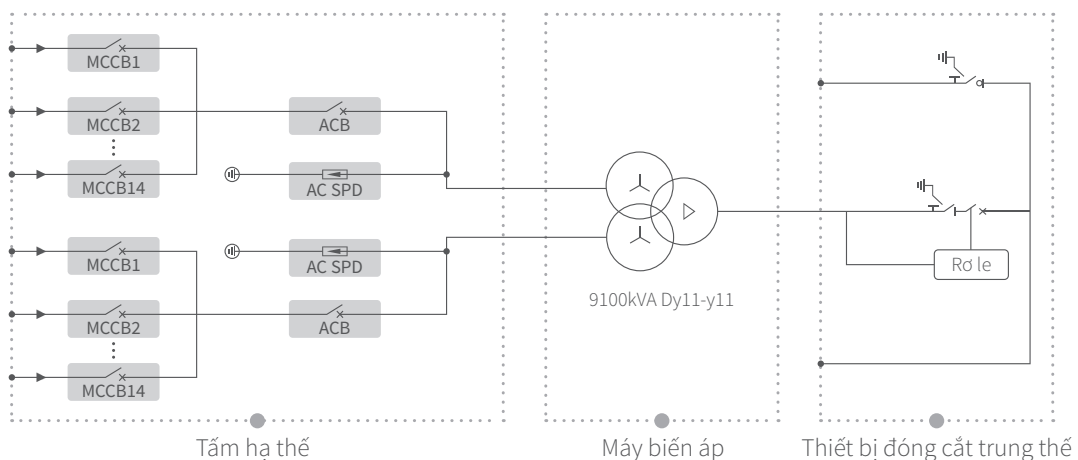 MCCB1
MCCB2
ACB
MCCB14
AC SPD
MCCB1
AC SPD
MCCB2
ACB
MCCB14
9100kVA Dy11-y11
Rơ le
Tấm hạ thế
Máy biến áp
Thiết bị đóng cắt trung thế